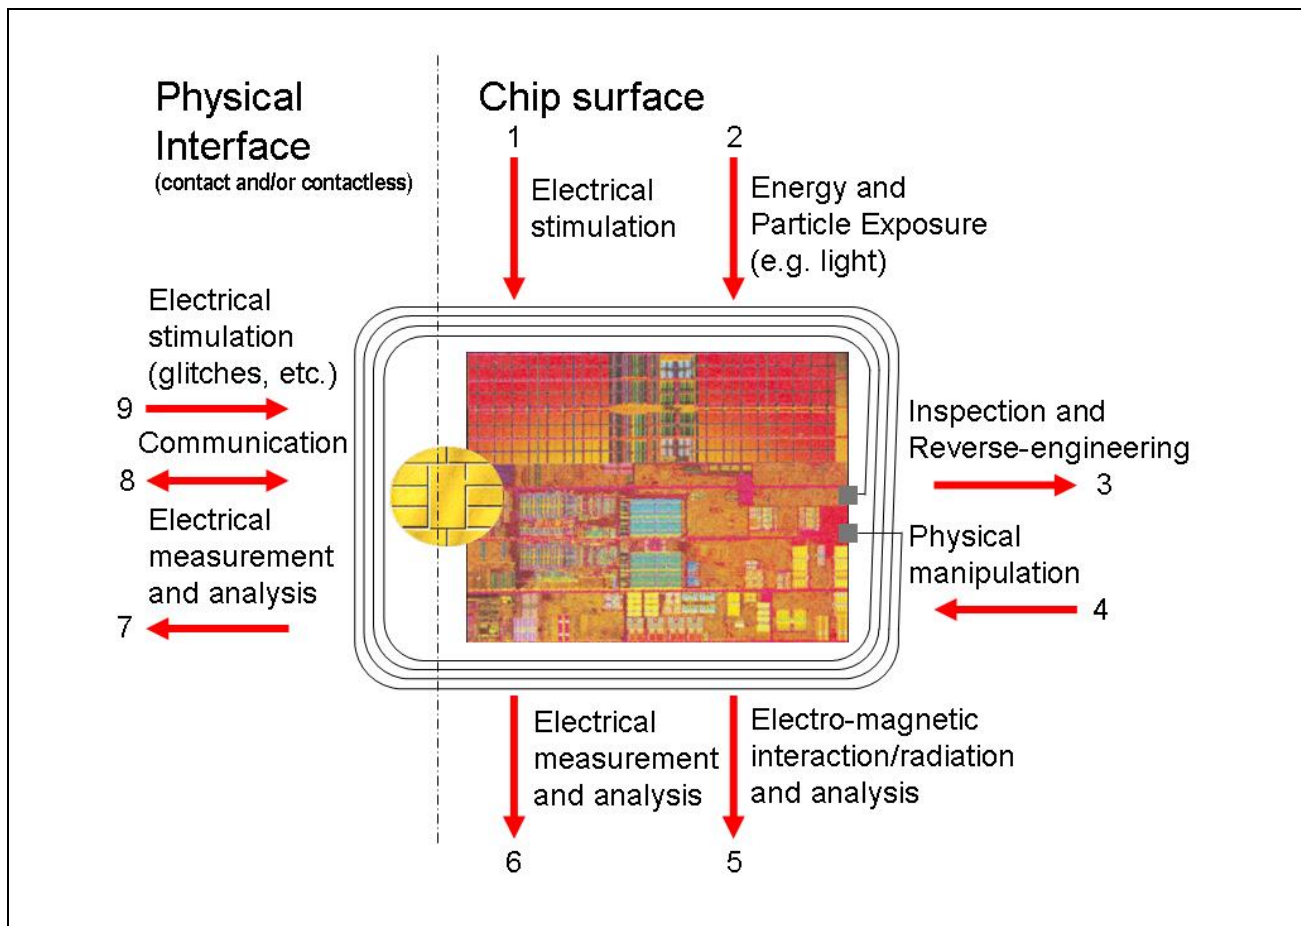 Physical
Interface
(contact and/or contactless)
Chip surface
1
2
Electrical
stimulation
Energy and
Particle Exposure
(e.g. light)
Electrical
stimulation
(glitches, etc.)
9
Communication
8
Electrical
measurement
and analysis
7
Inspection and
Reverse-engineering
3
Physical
manipulation
4
Electrical
measurement
and analysis
6
Electro-magnetic
interaction/radiation
and analysis
5